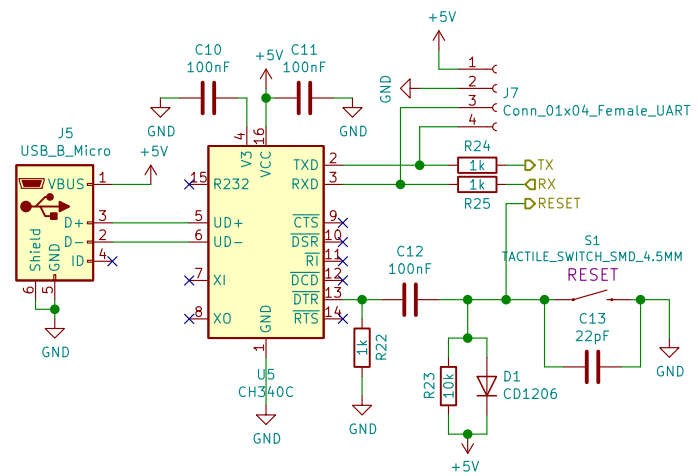 +5V
C10
100nF
+5V
C11
100nF
GND
GND
GND
1
2
3
4
J7
Conn_01x04_Female_UART
J5
USB_B_Micro
+5V
VBUS 1
D+ 3
D- 2
ID 4
Shield
GND
6
5
GND
4
16
V3
VCC
TXD 2
RXD 3
15 R232
5 UD+
6 UD-
7 XI
8 XO
CTS 9
DSR 10
RI 11
DCD 12
DTR 13
RTS 14
GND
1
U5
CH340C
GND
R24
1k
TX
1k
RX
R25
RESET
C12
100nF
S1
TACTILE_SWITCH_SMD_4.5MM
RESET
C13
22pF
GND
1k
R22
GND
R23
10k
D1
CD1206
+5V